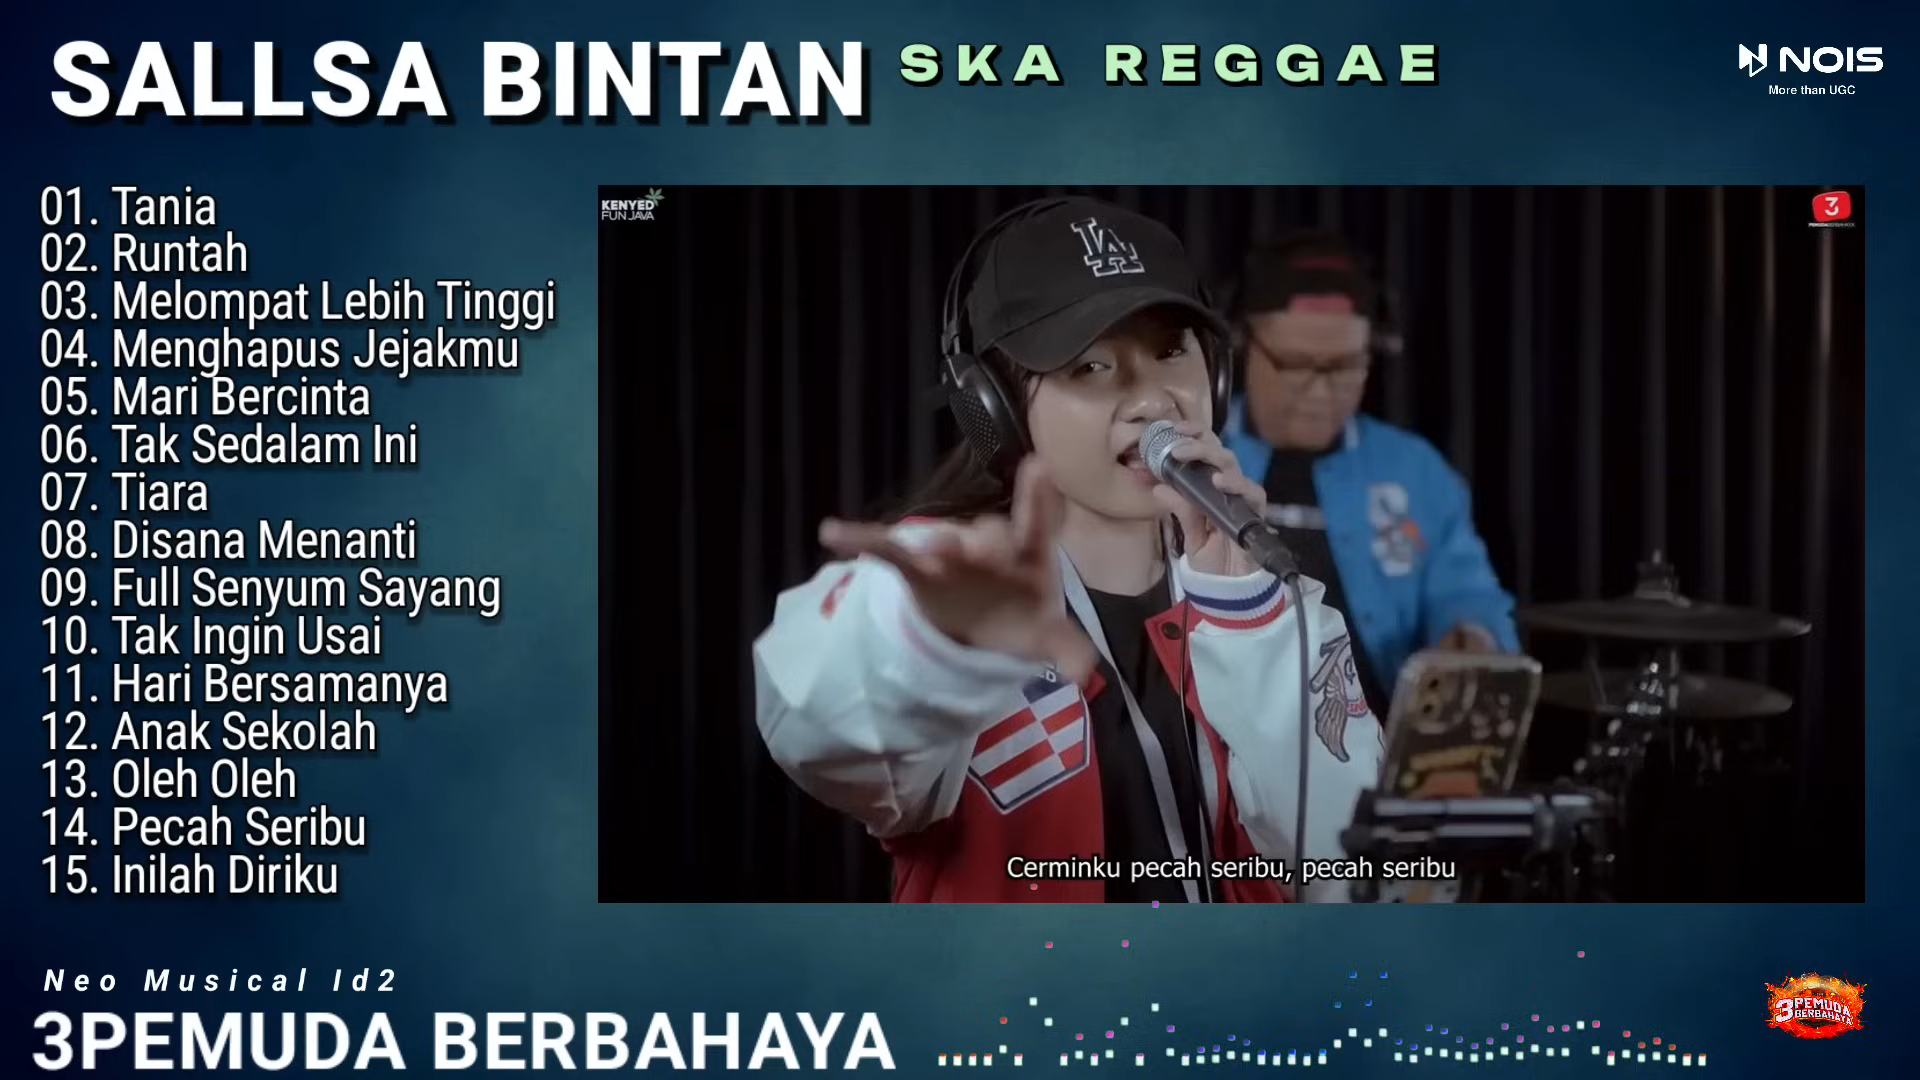 SALLSA BINTAN
SKA REGGAE
NOIS
More than UGC
01. Tania
02. Runtah
03. Melompat Lebih Tinggi
04. Menghapus Jejakmu
05. Mari Bercinta
06. Tak Sedalam Ini
07. Tiara
08. Disana Menanti
09. Full Senyum Sayang
10. Tak Ingin Usai
11. Hari Bersamanya
12. Anak Sekolah
13. Oleh Oleh
14. Pecah Seribu
15. Inilah Diriku
KENYED
FUN JAVA
3
LA
Cerminku pecah seribu, pecah seribu
Neo Musical Id2
3PEMUDA BERBAHAYA
3PEMUDA
BERBAHAYA